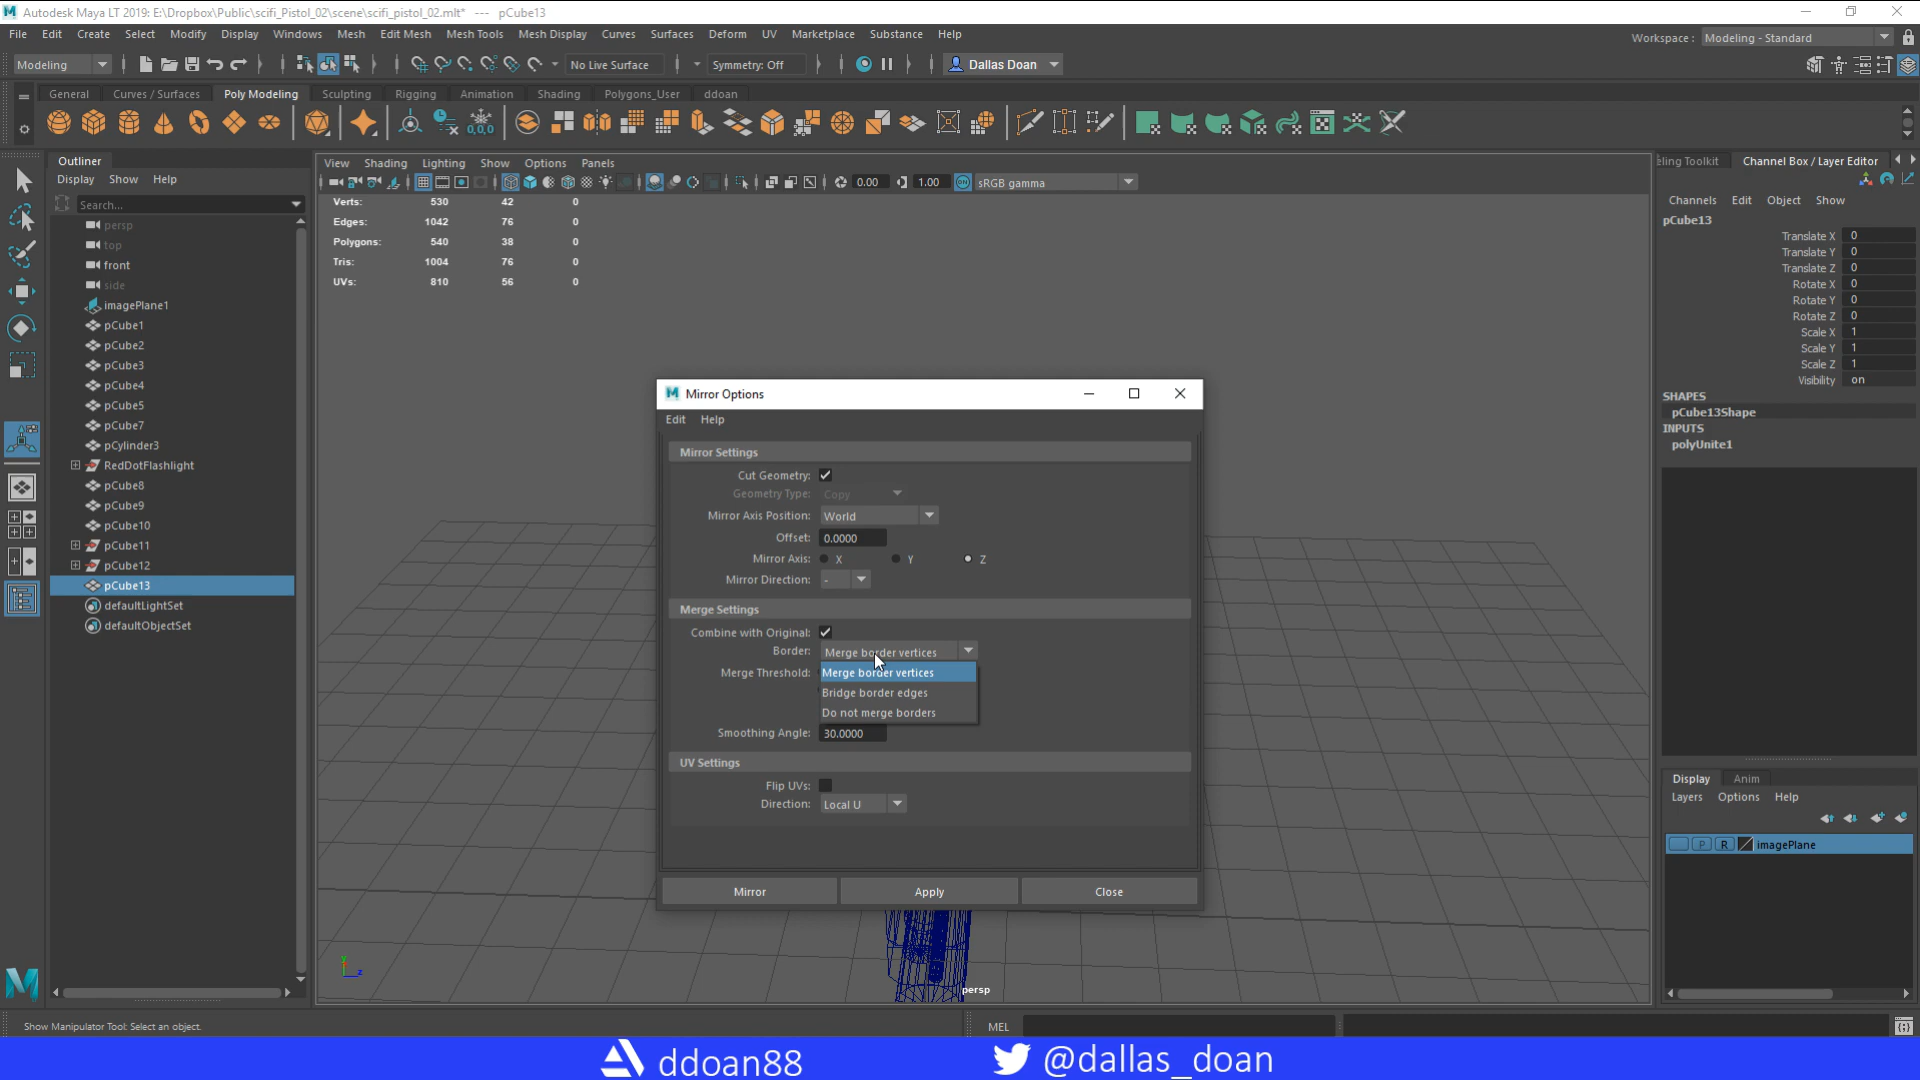 Autodesk Maya LT 2019: E:\Dropbox\Public\scifi_Pistol_02\scene\scifi_pistol_02.mlt* --- pCube13
File Edit Create Select Modify Display Windows Mesh Edit Mesh Mesh Tools Mesh Display Curves Surfaces Deform UV Marketplace Substance Help
Workspace : Modeling - Standard
Modeling No Live Surface Symmetry: Off Dallas Doan
General Curves / Surfaces Poly Modeling Sculpting Rigging Animation Shading Polygons_User ddoan
0,0,0
Outliner
Display Show Help
Search...
persp
top
front
side
imagePlane1
pCube1
pCube2
pCube3
pCube4
pCube5
pCube7
pCylinder3
RedDotFlashlight
pCube8
pCube9
pCube10
pCube11
pCube12
pCube13
defaultLightSet
defaultObjectSet
View Shading Lighting Show Options Panels
0.00 1.00 ON sRGB gamma
Verts: 530 42 0
Edges: 1042 76 0
Polygons: 540 38 0
Tris: 1004 76 0
UVs: 810 56 0
Mirror Options
Edit Help
Mirror Settings
Cut Geometry:
Geometry Type: Copy
Mirror Axis Position: World
Offset: 0.0000
Mirror Axis: X Y Z
Mirror Direction: -
Merge Settings
Combine with Original:
Border: Merge border vertices
Merge Threshold: Merge border vertices
Bridge border edges
Do not merge borders
Smoothing Angle: 30.0000
UV Settings
Flip UVs:
Direction: Local U
Mirror Apply Close
persp
y z
eling Toolkit Channel Box / Layer Editor
Channels Edit Object Show
pCube13
Translate X 0
Translate Y 0
Translate Z 0
Rotate X 0
Rotate Y 0
Rotate Z 0
Scale X 1
Scale Y 1
Scale Z 1
Visibility on
SHAPES
pCube13Shape
INPUTS
polyUnite1
Display Anim
Layers Options Help
P R imagePlane
Show Manipulator Tool: Select an object.
MEL
ddoan88 @dallas_doan